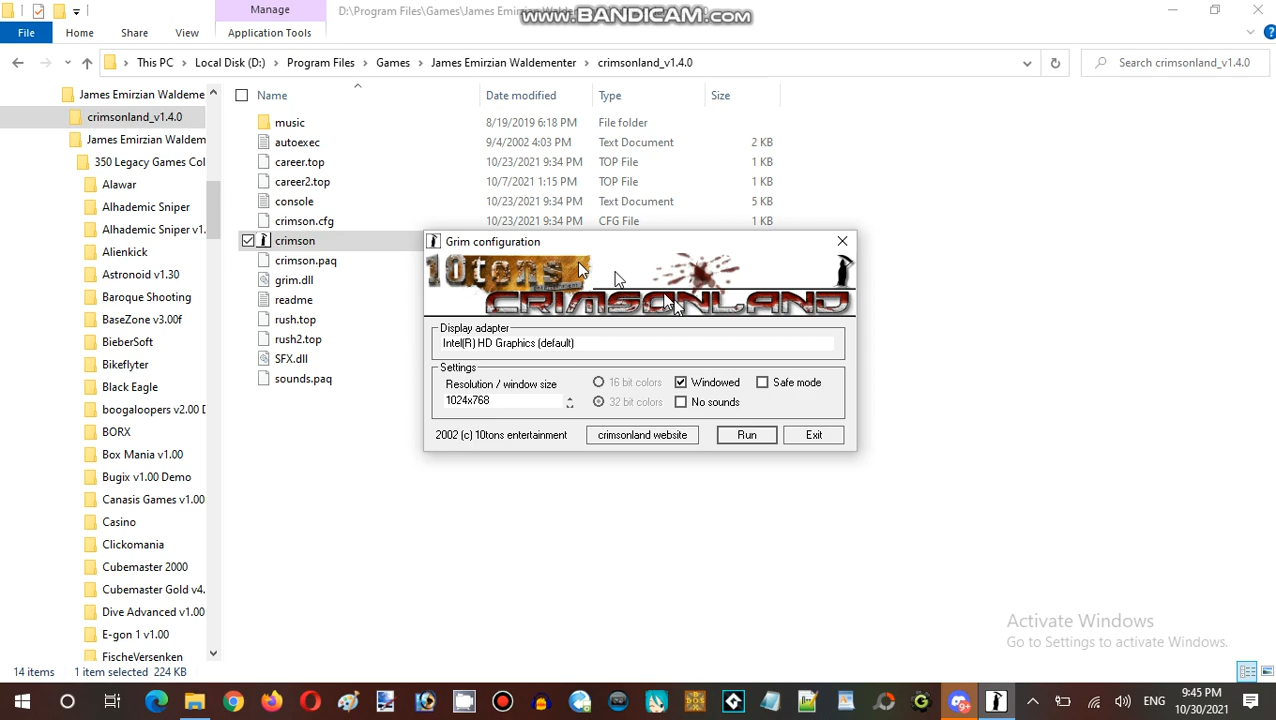 Manage
D:\Program Files\Games\James Emirzian Waldementer
www.BANDICAM.com
File
Home
Share
View
Application Tools
This PC
Local Disk (D:)
Program Files
Games
James Emirzian Waldementer
crimsonland_v1.4.0
Search crimsonland_v1.4.0
James Emirzian Waldeme
crimsonland_v1.4.0
James Emirzian Waldem
350 Legacy Games Col
Alawar
Alhademic Sniper
Alhademic Sniper v1.
Alienkick
Astronoid v1.30
Baroque Shooting
BaseZone v3.00f
BieberSoft
Bikeflyter
Black Eagle
boogaloopers v2.00 D
BORX
Box Mania v1.00
Bugix v1.00 Demo
Canasis Games v1.00
Casino
Clickomania
Cubemaster 2000
Cubemaster Gold v4.
Dive Advanced v1.00
E-gon 1 v1.00
FischeVersenken
Name Date modified Type Size
music 8/19/2019 6:18 PM File folder
autoexec 9/4/2002 4:03 PM Text Document 2 KB
career.top 10/23/2021 9:34 PM TOP File 1 KB
career2.top 10/7/2021 1:15 PM TOP File 1 KB
console 10/23/2021 9:34 PM Text Document 5 KB
crimson.cfg 10/23/2021 9:34 PM CFG File 1 KB
crimson
crimson.paq
grim.dll
readme
rush.top
rush2.top
SFX.dll
sounds.paq
Grim configuration
10tons
CRIMSONLAND
Display adapter
Intel(R) HD Graphics (default)
Settings
Resolution / window size
1024x768
16 bit colors
32 bit colors
Windowed
No sounds
Safe mode
2002 (c) 10tons entertainment
crimsonland website
Run
Exit
Activate Windows
Go to Settings to activate Windows.
14 items
1 item selected 224 KB
ENG
9:45 PM
10/30/2021